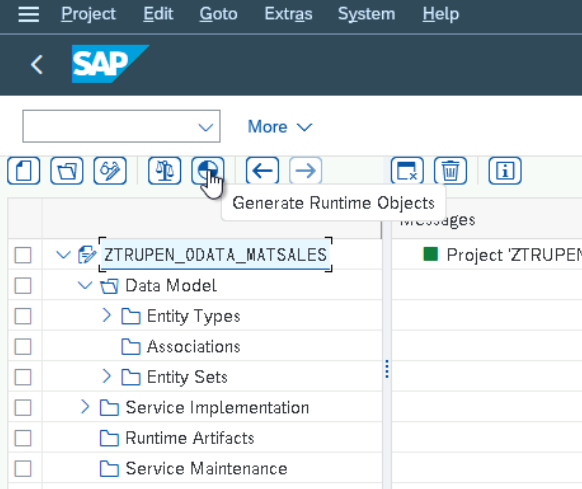 Project Edit Goto Extras System Help
SAP
More
Generate Runtime Objects
Messages
ZTRUPEN_ODATA_MATSALES
Project 'ZTRUPEN
Data Model
Entity Types
Associations
Entity Sets
Service Implementation
Runtime Artifacts
Service Maintenance